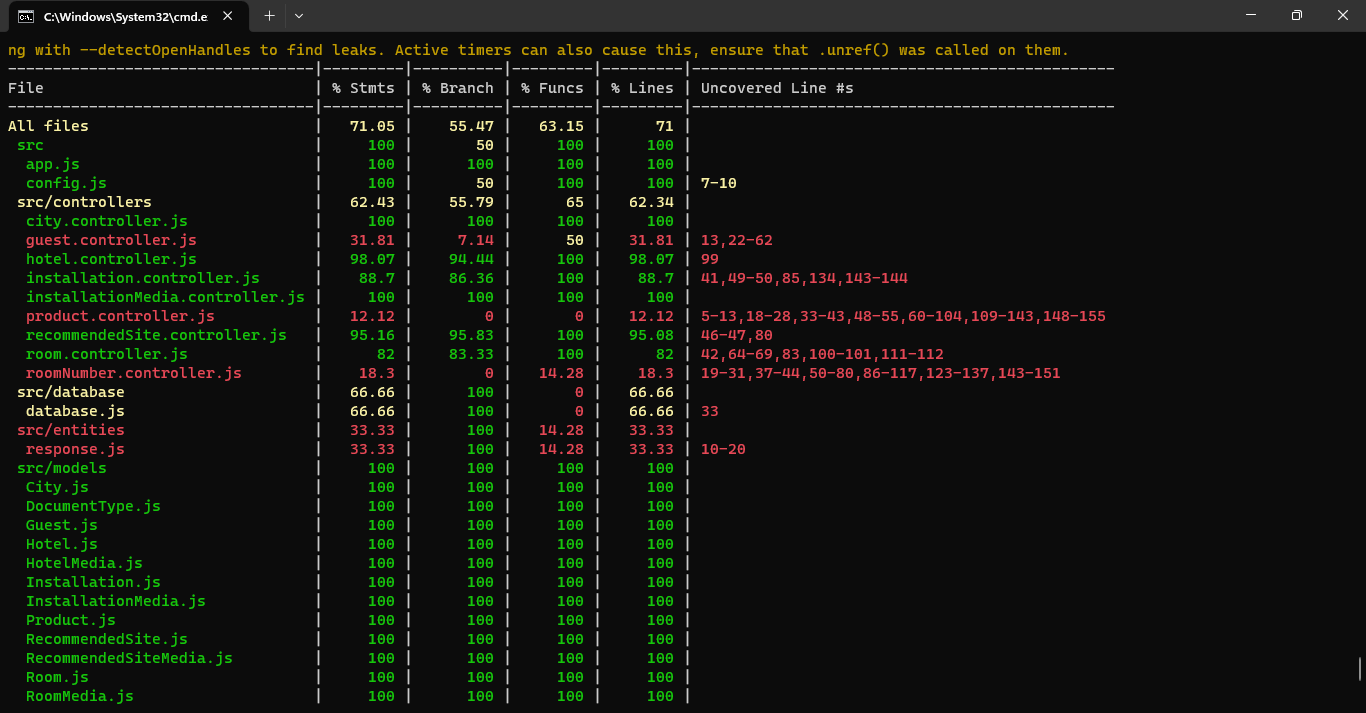 C:\Windows\System32\cmd.e
ng with --detectOpenHandles to find leaks. Active timers can also cause this, ensure that .unref() was called on them.
----------------------------------|---------|----------|---------|---------|-----------------------------------------------
File | % Stmts | % Branch | % Funcs | % Lines | Uncovered Line #s
----------------------------------|---------|----------|---------|---------|-----------------------------------------------
All files | 71.05 | 55.47 | 63.15 | 71 |
src | 100 | 50 | 100 | 100 |
app.js | 100 | 100 | 100 | 100 |
config.js | 100 | 50 | 100 | 100 | 7-10
src/controllers | 62.43 | 55.79 | 65 | 62.34 |
city.controller.js | 100 | 100 | 100 | 100 |
guest.controller.js | 31.81 | 7.14 | 50 | 31.81 | 13,22-62
hotel.controller.js | 98.07 | 94.44 | 100 | 98.07 | 99
installation.controller.js | 88.7 | 86.36 | 100 | 88.7 | 41,49-50,85,134,143-144
installationMedia.controller.js | 100 | 100 | 100 | 100 |
product.controller.js | 12.12 | 0 | 0 | 12.12 | 5-13,18-28,33-43,48-55,60-104,109-143,148-155
recommendedSite.controller.js | 95.16 | 95.83 | 100 | 95.08 | 46-47,80
room.controller.js | 82 | 83.33 | 100 | 82 | 42,64-69,83,100-101,111-112
roomNumber.controller.js | 18.3 | 0 | 14.28 | 18.3 | 19-31,37-44,50-80,86-117,123-137,143-151
src/database | 66.66 | 100 | 0 | 66.66 |
database.js | 66.66 | 100 | 0 | 66.66 | 33
src/entities | 33.33 | 100 | 14.28 | 33.33 |
response.js | 33.33 | 100 | 14.28 | 33.33 | 10-20
src/models | 100 | 100 | 100 | 100 |
City.js | 100 | 100 | 100 | 100 |
DocumentType.js | 100 | 100 | 100 | 100 |
Guest.js | 100 | 100 | 100 | 100 |
Hotel.js | 100 | 100 | 100 | 100 |
HotelMedia.js | 100 | 100 | 100 | 100 |
Installation.js | 100 | 100 | 100 | 100 |
InstallationMedia.js | 100 | 100 | 100 | 100 |
Product.js | 100 | 100 | 100 | 100 |
RecommendedSite.js | 100 | 100 | 100 | 100 |
RecommendedSiteMedia.js | 100 | 100 | 100 | 100 |
Room.js | 100 | 100 | 100 | 100 |
RoomMedia.js | 100 | 100 | 100 | 100 |